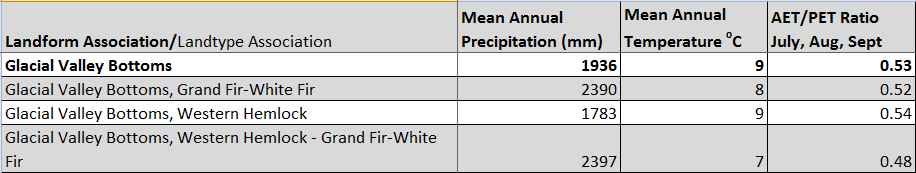 Landform Association/Landtype Association Mean Annual Precipitation (mm) Mean Annual Temperature °C AET/PET Ratio July, Aug, Sept
Glacial Valley Bottoms 1936 9 0.53
Glacial Valley Bottoms, Grand Fir-White Fir 2390 8 0.52
Glacial Valley Bottoms, Western Hemlock 1783 9 0.54
Glacial Valley Bottoms, Western Hemlock - Grand Fir-White
Fir 2397 7 0.48